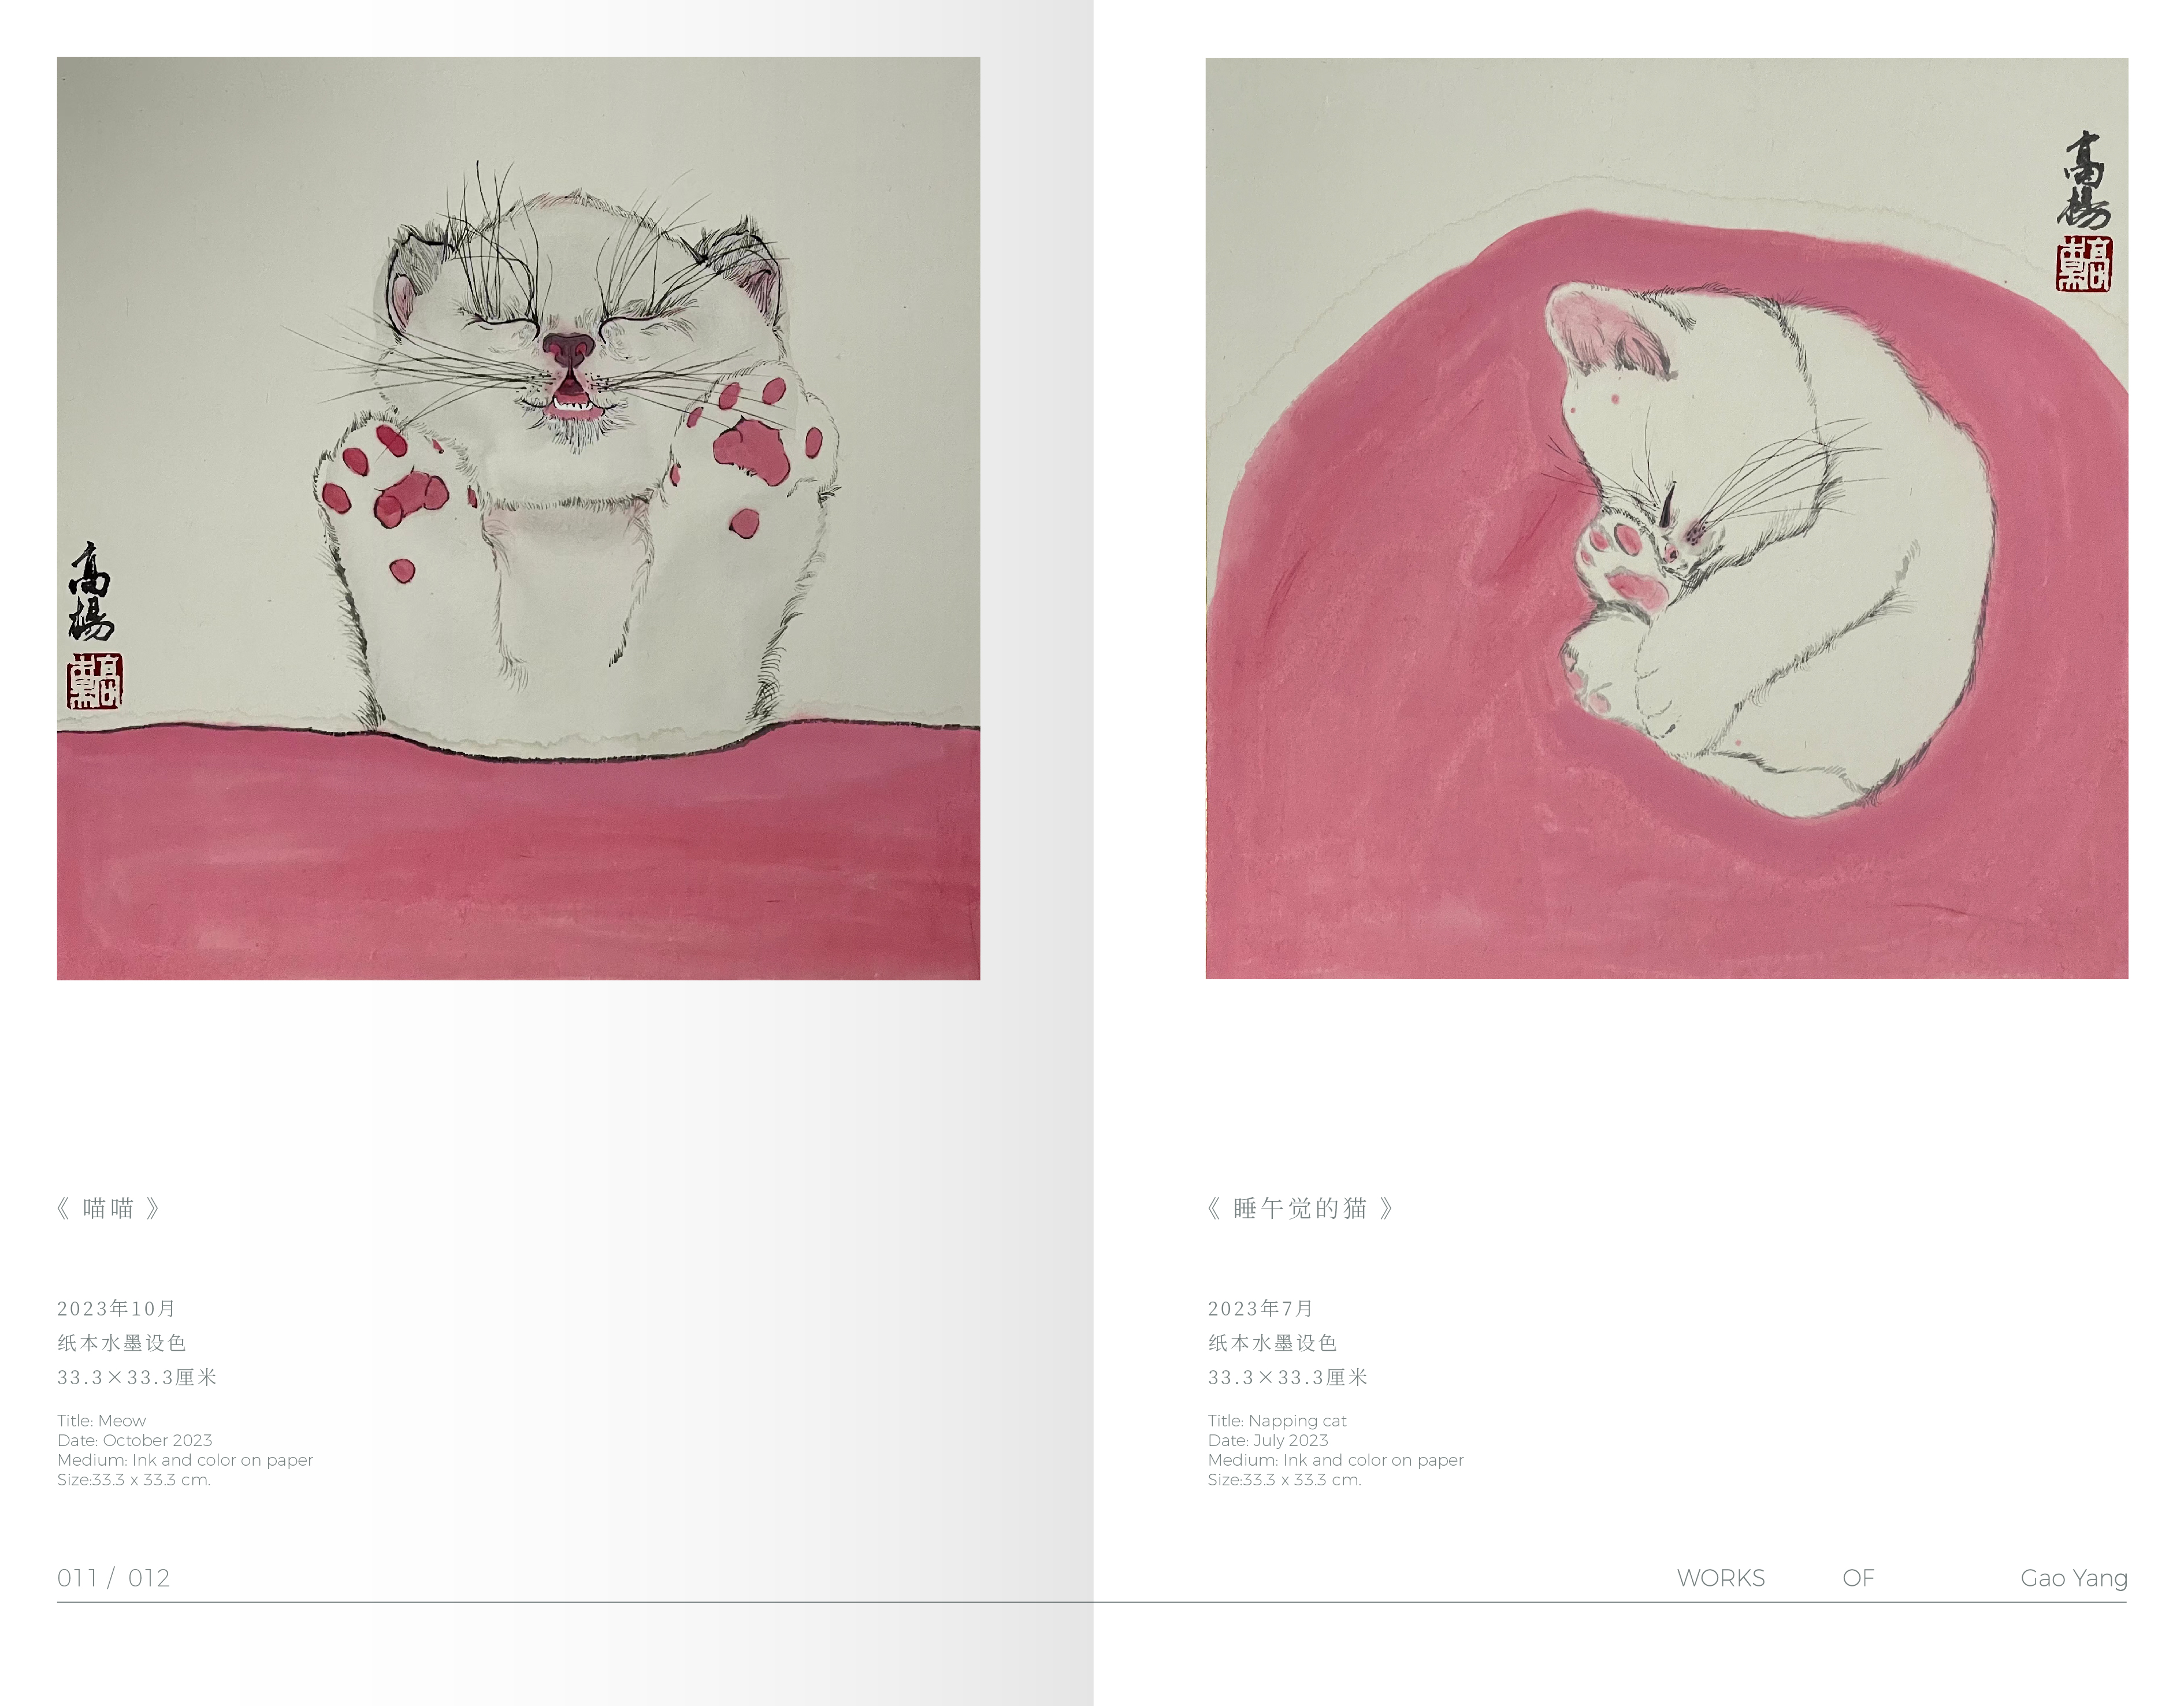 高
楊
高
楊
《 喵喵 》
2023年10月
纸本水墨设色
33.3×33.3厘米
Title: Meow
Date: October 2023
Medium: Ink and color on paper
Size:33.3 x 33.3 cm.
《 睡午觉的猫 》
2023年7月
纸本水墨设色
33.3×33.3厘米
Title: Napping cat
Date: July 2023
Medium: Ink and color on paper
Size:33.3 x 33.3 cm.
011 / 012
WORKS OF Gao Yang